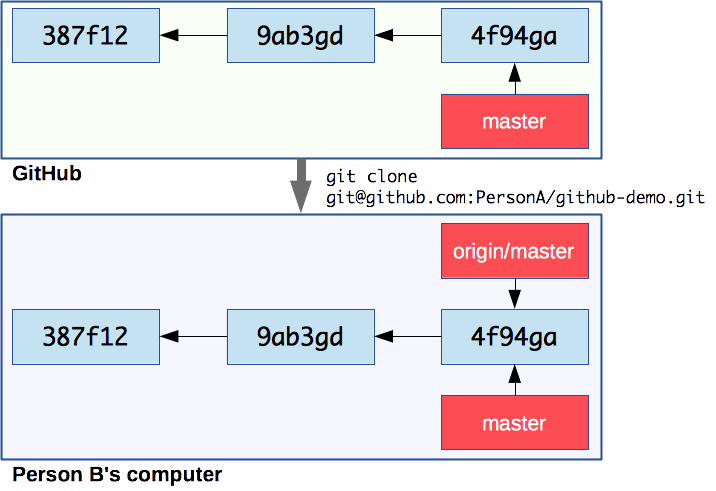 387f12 9ab3gd 4f94ga
master
GitHub
git clone
git@github.com:PersonA/github-demo.git
origin/master
387f12 9ab3gd 4f94ga
master
Person B's computer